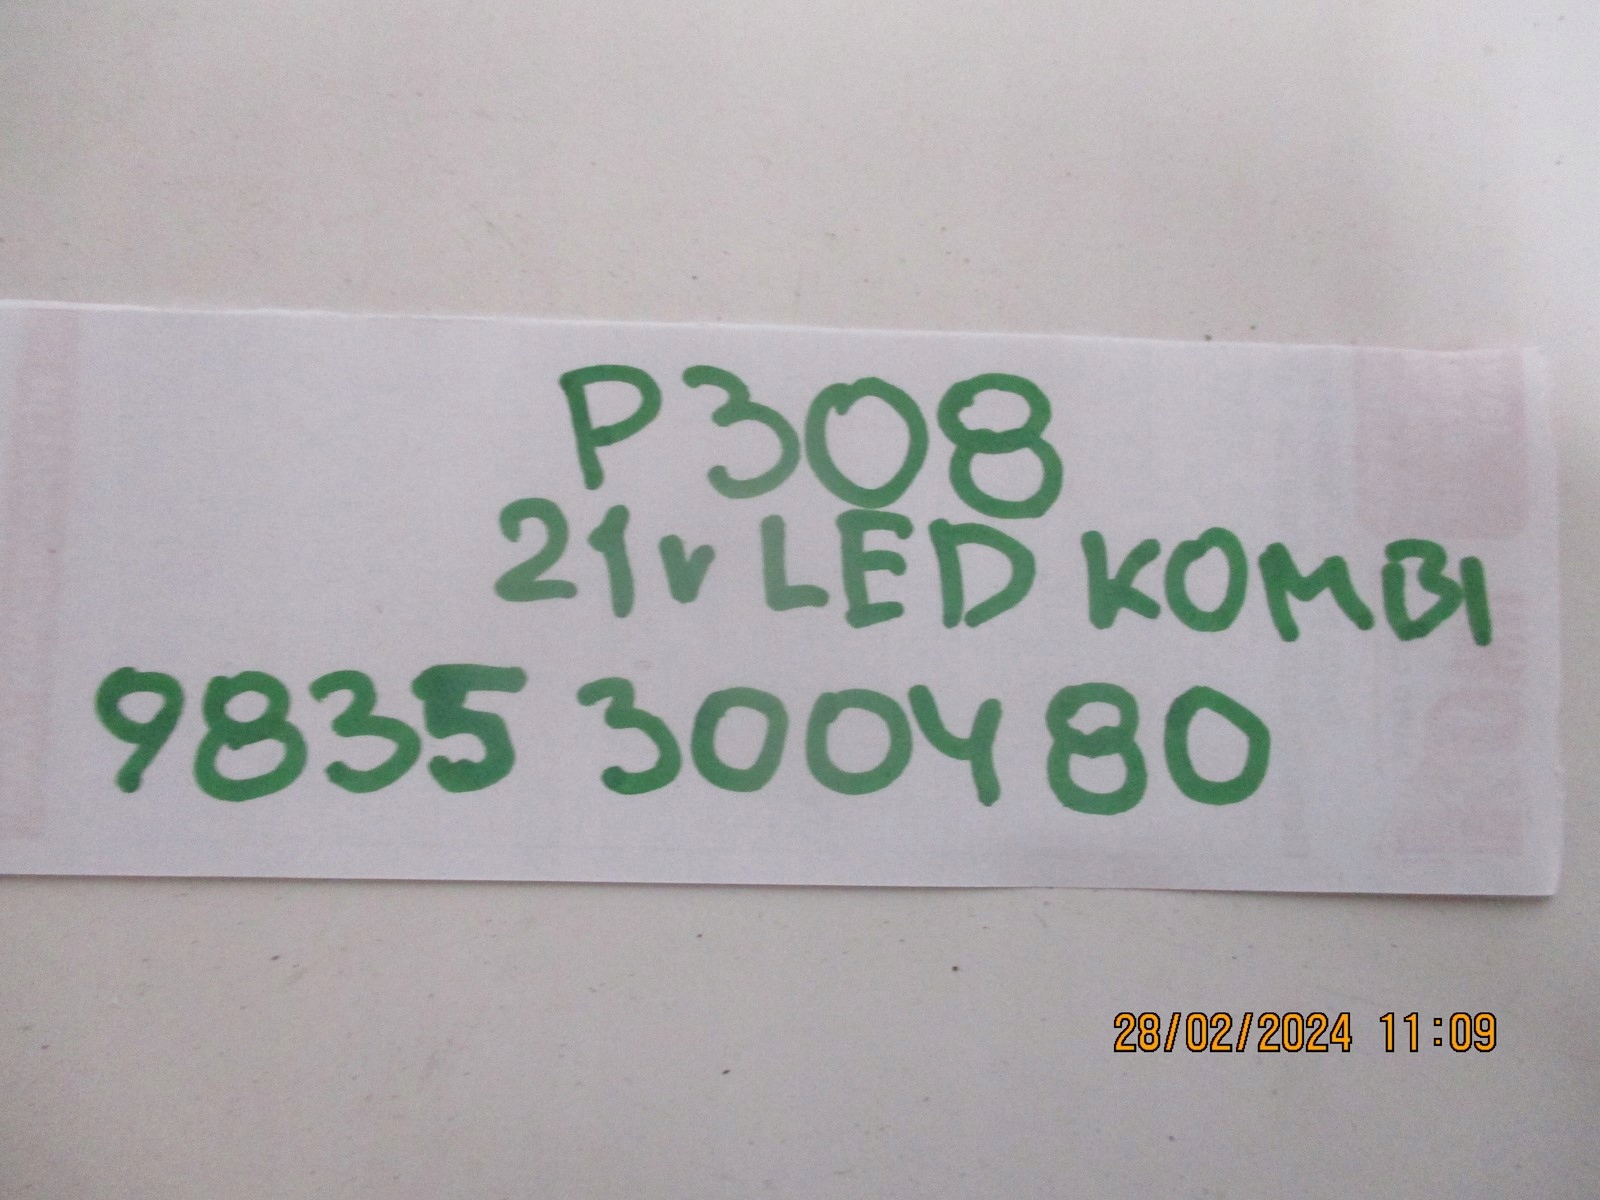 P308
21v LED KOMBI
9835 300480
28/02/2024 11:09